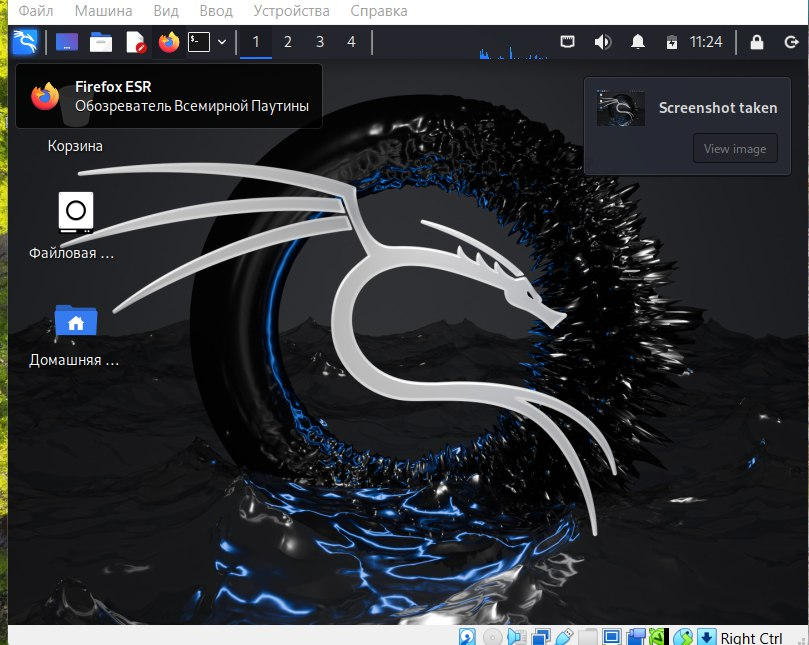 Файл Машина Вид Ввод Устройства Справка
1 2 3 4 11:24
Firefox ESR
Обозреватель Всемирной Паутины
Screenshot taken
View image
Корзина
Файловая ...
Домашняя ...
Right Ctrl